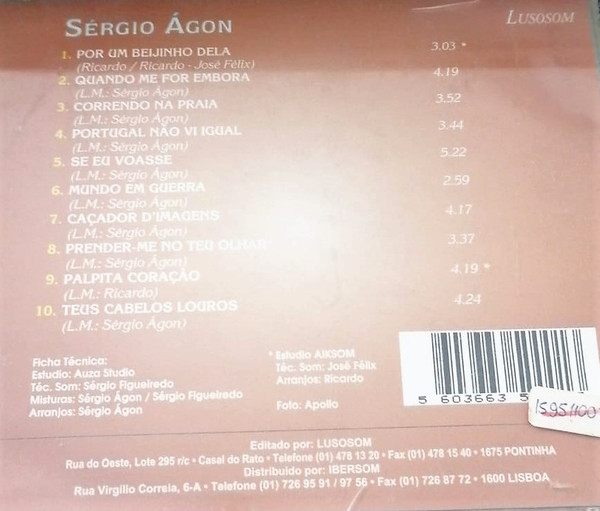 SÉRGIO ÁGON LUSOSOM
1. POR UM BEIJINHO DELA 3.03 *
(Ricardo / Ricardo - José Félix)
2. QUANDO ME FOR EMBORA 4.19
(L.M.: Sérgio Ágon)
3. CORRENDO NA PRAIA 3.52
(L.M.: Sérgio Ágon)
4. PORTUGAL NÃO VI IGUAL 3.44
(L.M.: Sérgio Ágon)
5. SE EU VOASSE 5.22
(L.M.: Sérgio Ágon)
6. MUNDO EM GUERRA 2.59
(L.M.: Sérgio Ágon)
7. CAÇADOR D'IMAGENS 4.17
(L.M.: Sérgio Ágon)
8. PRENDER-ME NO TEU OLHAR 3.37
(L.M.: Sérgio Ágon)
9. PALPITA CORAÇÃO 4.19 *
(L.M.: Ricardo)
10. TEUS CABELOS LOUROS 4.24
(L.M.: Sérgio Ágon)
Ficha Técnica:
Estúdio: Auza Studio
Téc. Som: Sérgio Figueiredo
Misturas: Sérgio Ágon / Sérgio Figueiredo
Arranjos: Sérgio Ágon
* Estúdio AIKSOM
Téc. Som: José Félix
Arranjos: Ricardo
Foto: Apollo
5 603663 5
1595/100
Editado por: LUSOSOM
Rua do Oeste, Lote 295 r/c • Casal do Rato • Telefone (01) 478 13 20 • Fax (01) 478 15 40 • 1675 PONTINHA
Distribuido por: IBERSOM
Rua Virgílio Correia, 6-A • Telefone (01) 726 95 91 / 97 56 • Fax (01) 726 87 72 • 1600 LISBOA